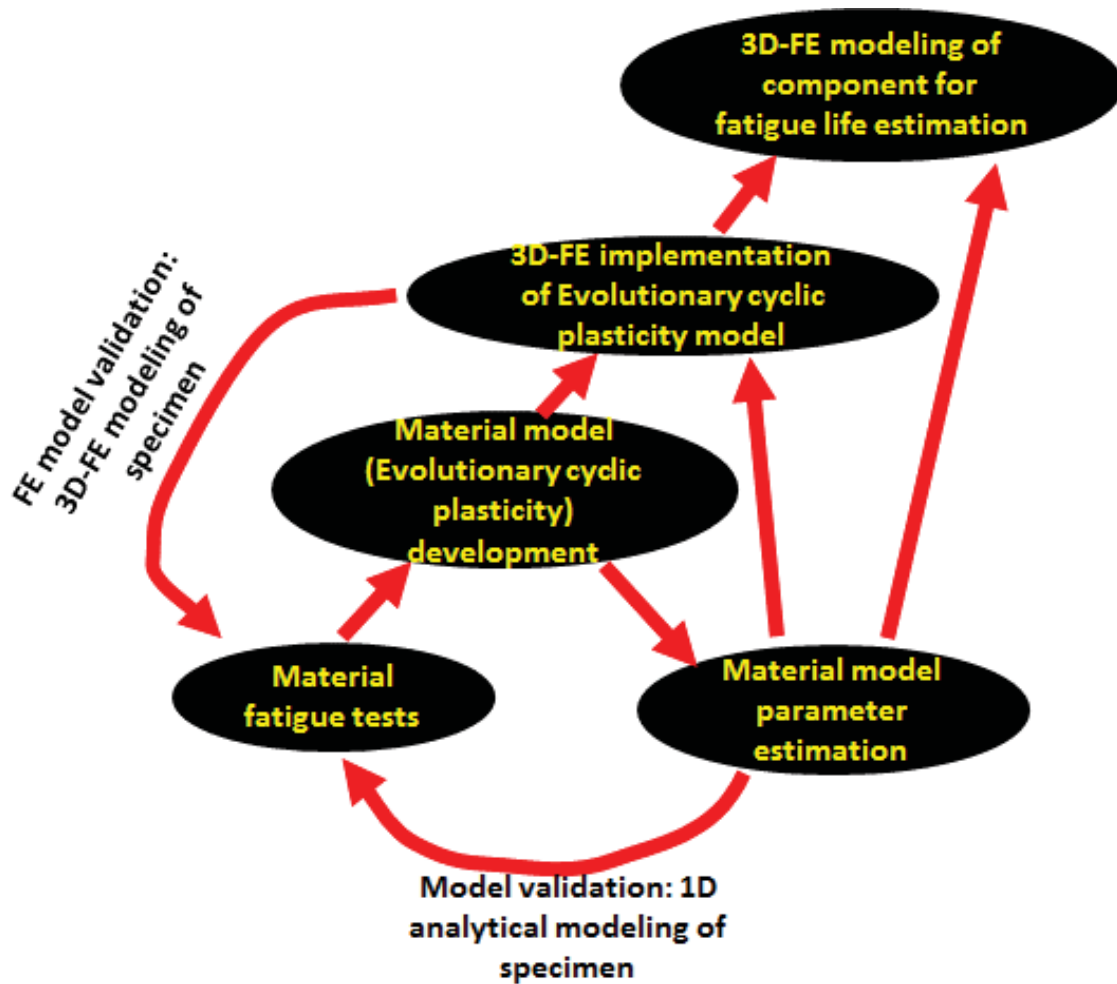 3D-FE modeling of
component for
fatigue life estimation
3D-FE implementation
of Evolutionary cyclic
plasticity model
FE model validation:
3D-FE modeling of
specimen
Material model
(Evolutionary cyclic
plasticity)
development
Material
fatigue tests
Material model
parameter
estimation
Model validation: 1D
analytical modeling of
specimen